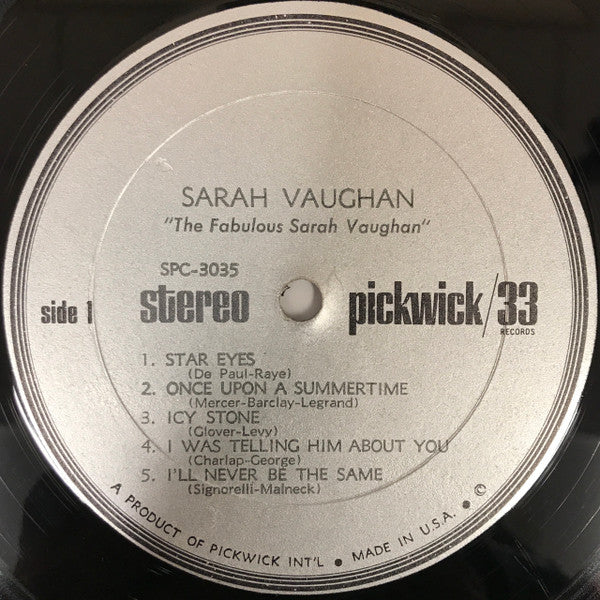 SARAH VAUGHAN
"The Fabulous Sarah Vaughan"
SPC-3035
side 1 stereo pickwick/33
RECORDS
1. STAR EYES
(De Paul-Raye)
2. ONCE UPON A SUMMERTIME
(Mercer-Barclay-Legrand)
3. ICY STONE
(Glover-Levy)
4. I WAS TELLING HIM ABOUT YOU
(Charlap-George)
5. I'LL NEVER BE THE SAME
(Signorelli-Malneck)
A PRODUCT OF PICKWICK INT'L ● MADE IN U.S.A. ● ©